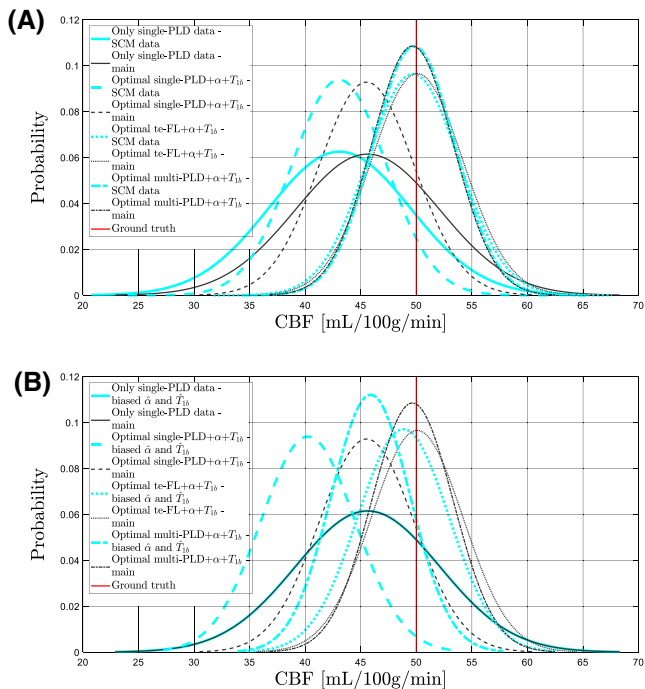 (A)
0.12
0.1
0.08
0.06
0.04
0.02
0
Probability
Only single-PLD data -
SCM data
Only single-PLD data -
main
Optimal single-PLD+α+T1b -
SCM data
Optimal single-PLD+α+T1b -
main
Optimal te-FL+α+T1b -
SCM data
Optimal te-FL+α+T1b -
main
Optimal multi-PLD+α+T1b -
SCM data
Optimal multi-PLD+α+T1b -
main
Ground truth
20 30 40 45 50 55 60 70
CBF [mL/100g/min]
(B)
0.12
0.1
0.08
0.06
0.04
0.02
0
Probability
Only single-PLD data -
biased α̂ and T̂1b
Only single-PLD data -
main
Optimal single-PLD+α+T1b -
biased α̂ and T̂1b
Optimal single-PLD+α+T1b -
main
Optimal te-FL+α+T1b -
biased α̂ and T̂1b
Optimal te-FL+α+T1b -
main
Optimal multi-PLD+α+T1b -
biased α̂ and T̂1b
Optimal multi-PLD+α+T1b -
main
Ground truth
20 30 40 45 50 55 60 70
CBF [mL/100g/min]